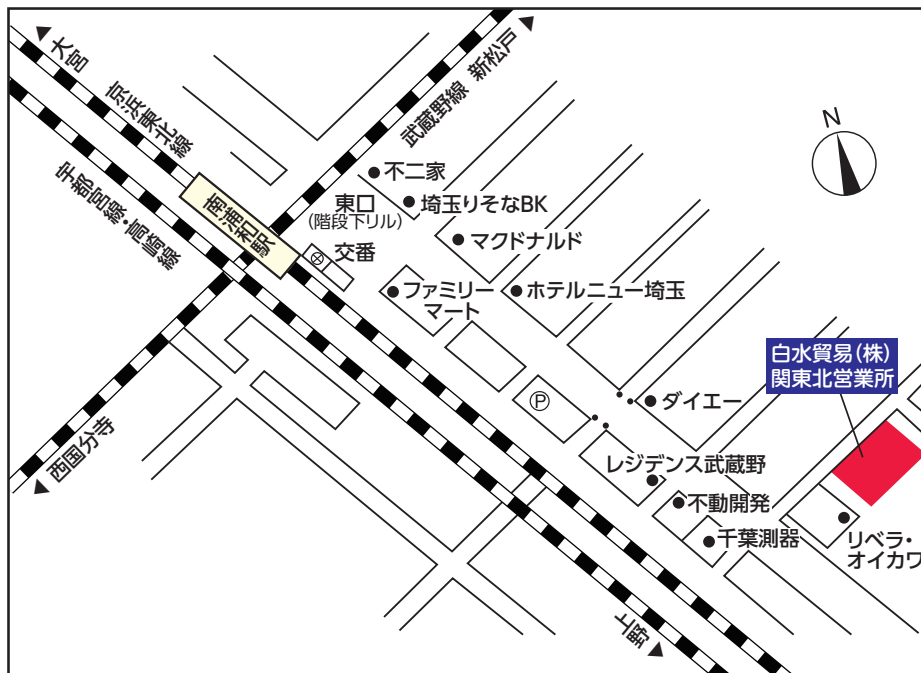 大宮
京浜東北線
宇都宮線・高崎線
武蔵野線 新松戸
N
不二家
東口
(階段下リル)
埼玉りそなBK
南浦和駅
交番
マクドナルド
ファミリー
マート
ホテルニュー埼玉
白水貿易(株)
関東北営業所
P
ダイエー
西国分寺
レジデンス武蔵野
不動開発
千葉測器
リベラ・
オイカワ
上野